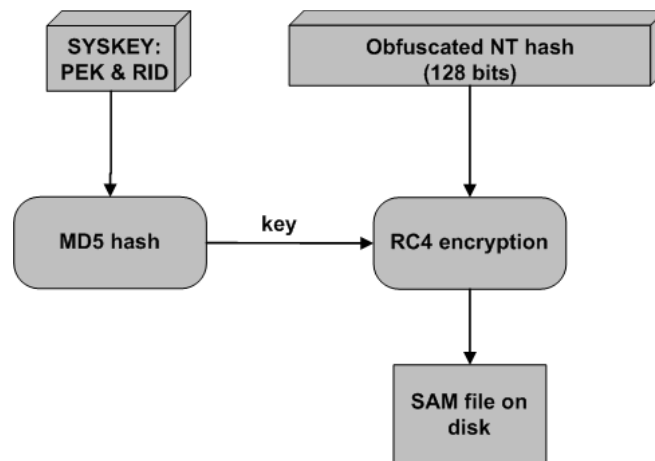 SYSKEY:
PEK & RID
Obfuscated NT hash
(128 bits)
MD5 hash
key
RC4 encryption
SAM file on
disk